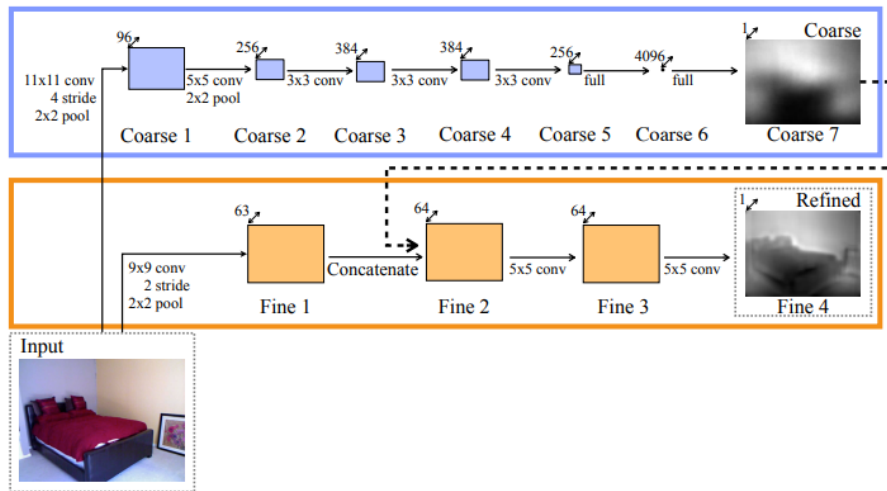 96
256
384
384
256
4096
1
Coarse
11x11 conv
4 stride
2x2 pool
5x5 conv
2x2 pool
3x3 conv
3x3 conv
3x3 conv
full
full
Coarse 1
Coarse 2
Coarse 3
Coarse 4
Coarse 5
Coarse 6
Coarse 7
63
64
64
1
Refined
9x9 conv
2 stride
2x2 pool
Concatenate
5x5 conv
5x5 conv
Fine 1
Fine 2
Fine 3
Fine 4
Input